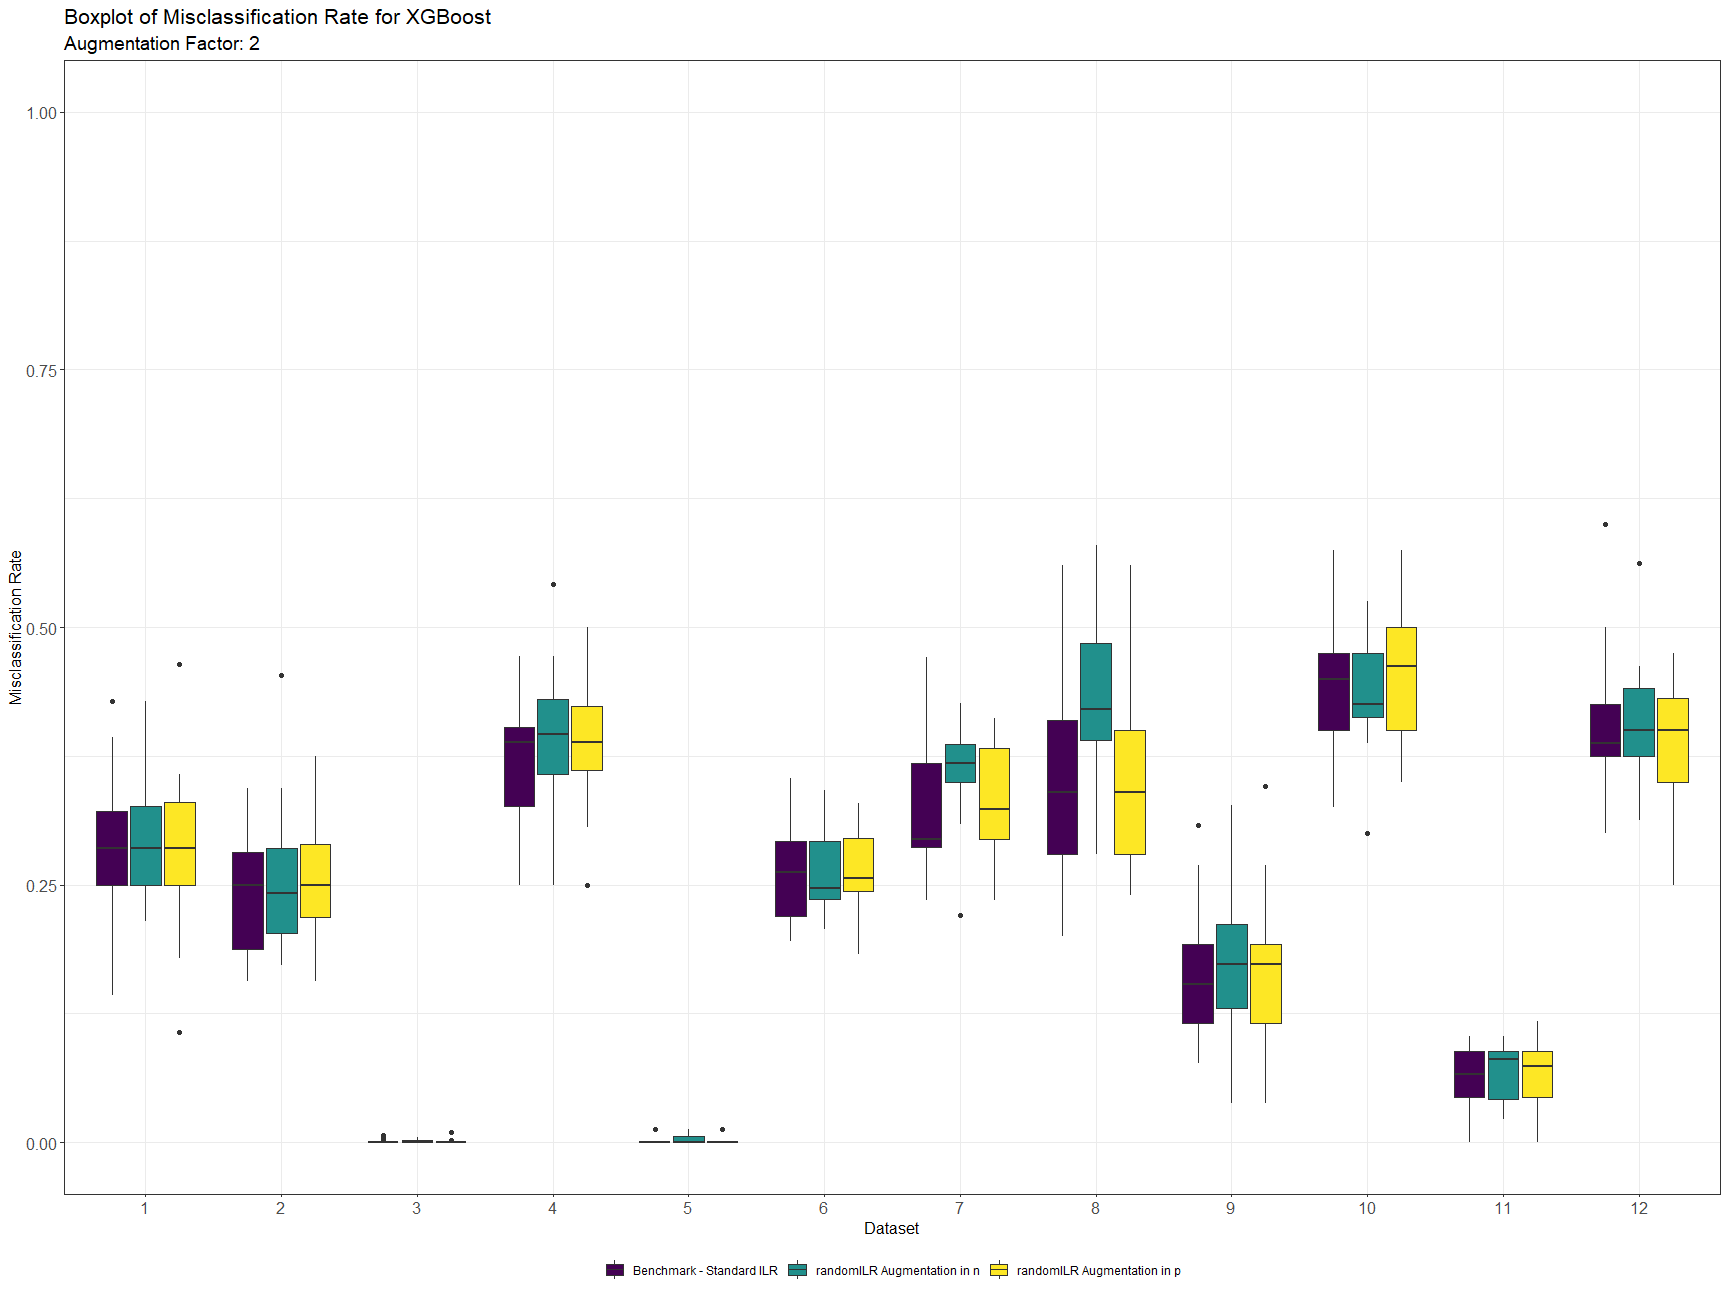 Boxplot of Misclassification Rate for XGBoost
Augmentation Factor: 2
Misclassification Rate
1.00
0.75
0.50
0.25
0.00
1 2 3 4 5 6 7 8 9 10 11 12
Dataset
Benchmark - Standard ILR randomILR Augmentation in n randomILR Augmentation in p